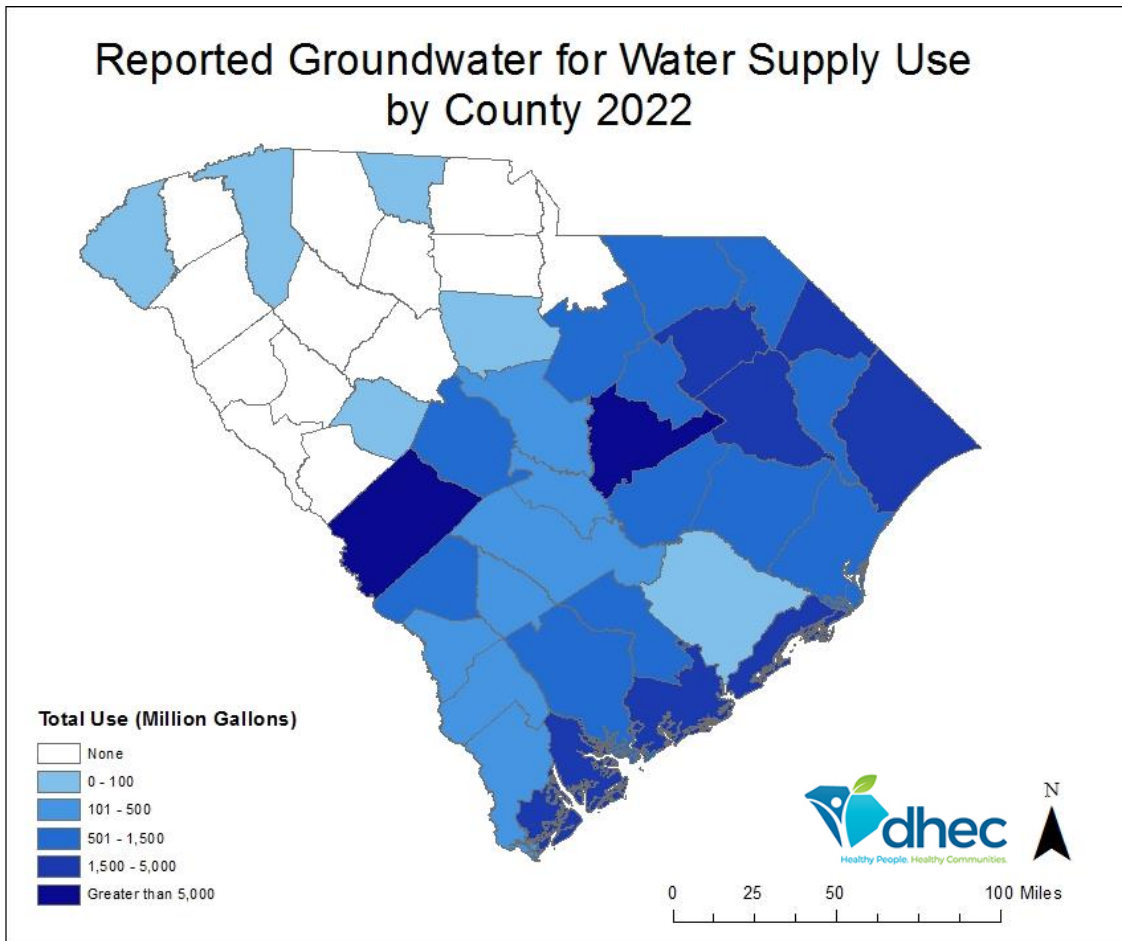 Reported Groundwater for Water Supply Use
by County 2022
Total Use (Million Gallons)
None
0 - 100
101 - 500
501 - 1,500
1,500 - 5,000
Greater than 5,000
dhec
Healthy People. Healthy Communities.
N
0 25 50 100 Miles